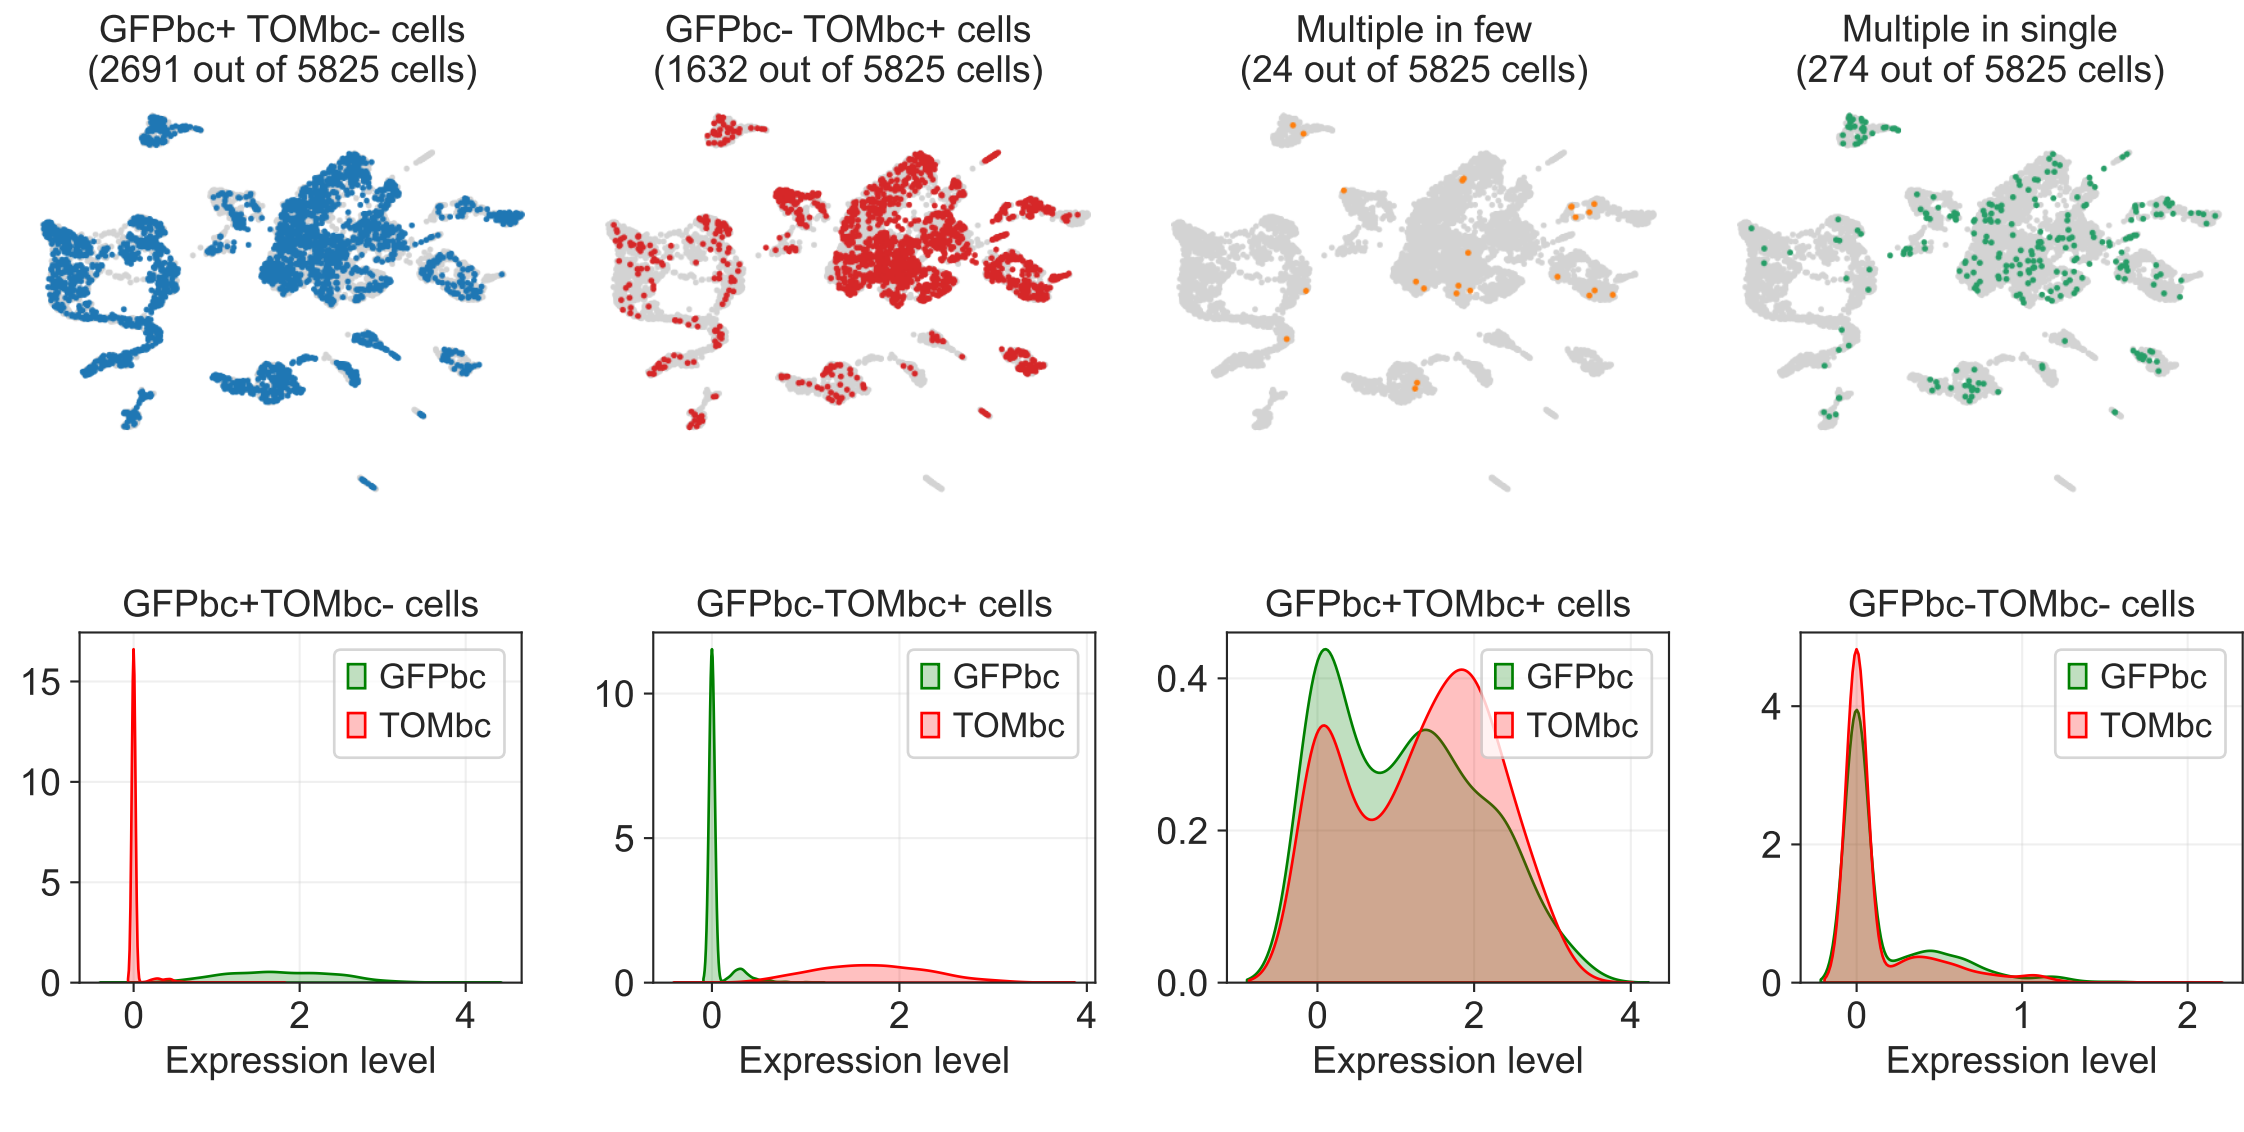 GFPbc+ TOMbc- cells
(2691 out of 5825 cells)
GFPbc- TOMbc+ cells
(1632 out of 5825 cells)
Multiple in few
(24 out of 5825 cells)
Multiple in single
(274 out of 5825 cells)
GFPbc+TOMbc- cells
15
10
5
0
GFPbc
TOMbc
0 2 4
Expression level
GFPbc-TOMbc+ cells
10
5
0
GFPbc
TOMbc
0 2 4
Expression level
GFPbc+TOMbc+ cells
0.4
0.2
0.0
GFPbc
TOMbc
0 2 4
Expression level
GFPbc-TOMbc- cells
4
2
0
GFPbc
TOMbc
0 1 2
Expression level